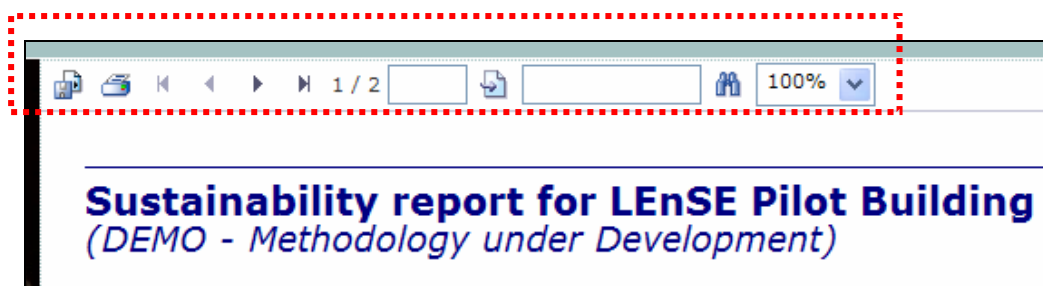 1 / 2 100%
Sustainability report for LEnSE Pilot Building
(DEMO - Methodology under Development)